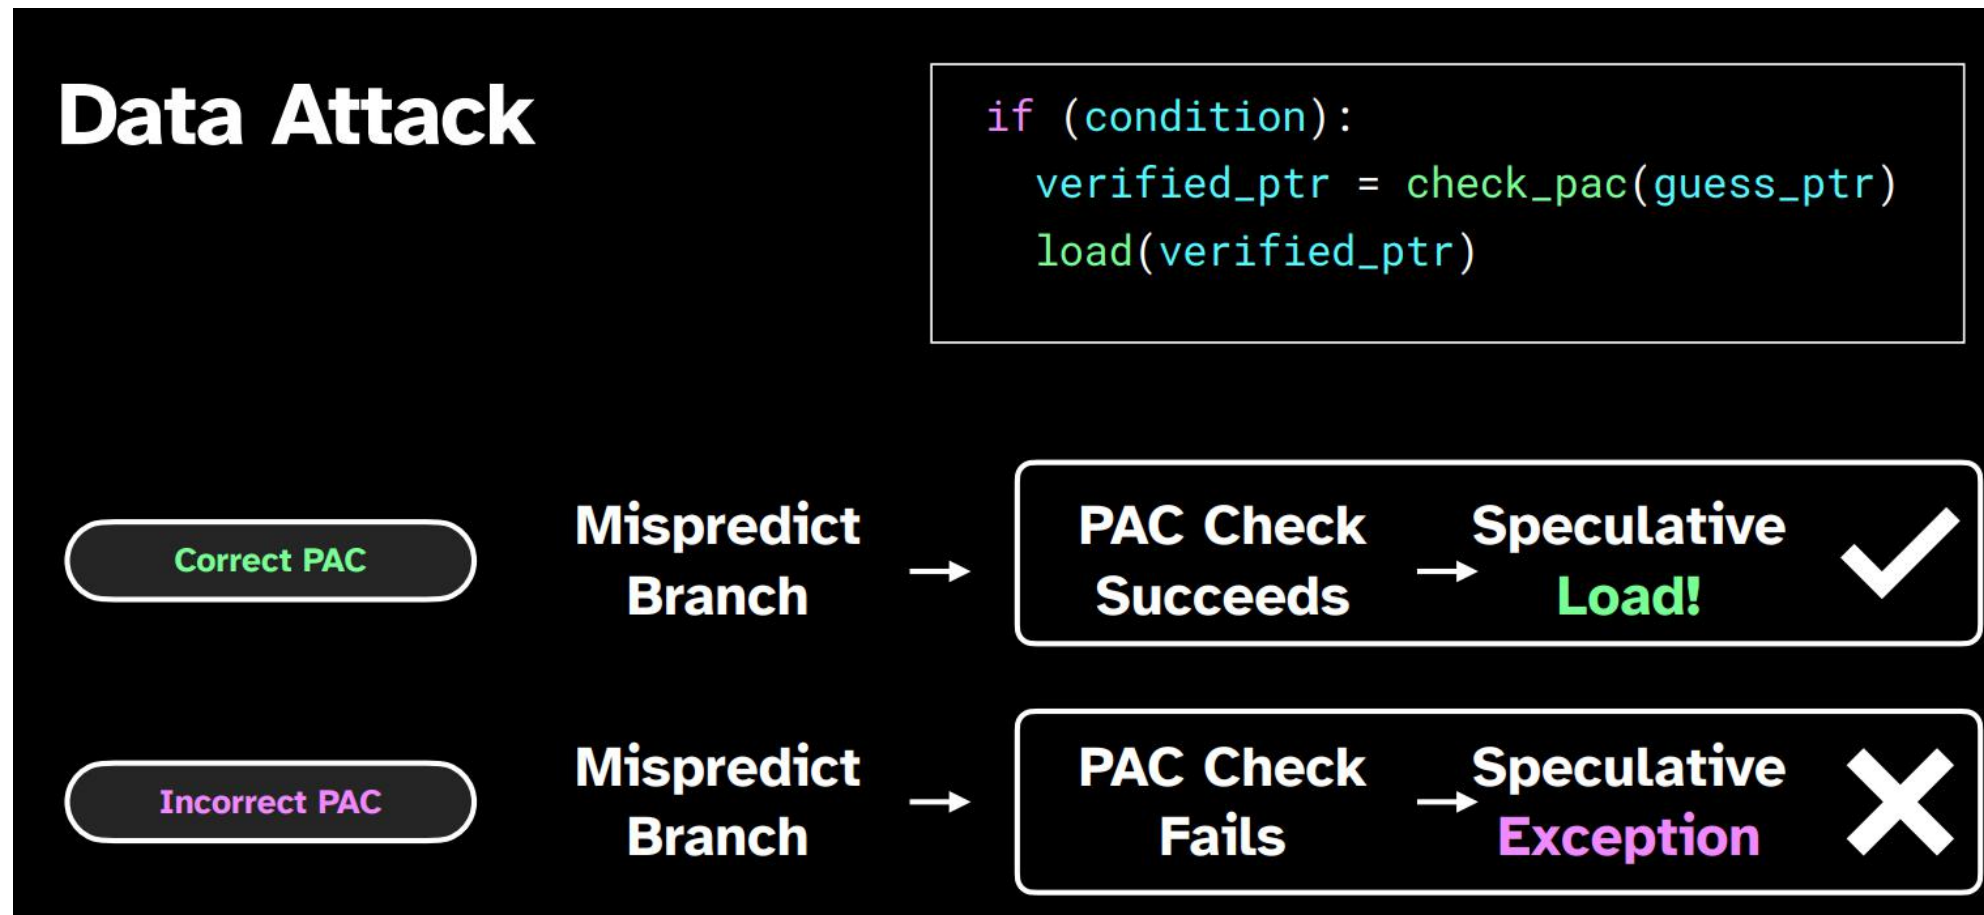 Data Attack
if (condition):
verified_ptr = check_pac(guess_ptr)
load(verified_ptr)
Correct PAC
Mispredict
Branch
PAC Check
Succeeds
Speculative
Load!
Incorrect PAC
Mispredict
Branch
PAC Check
Fails
Speculative
Exception